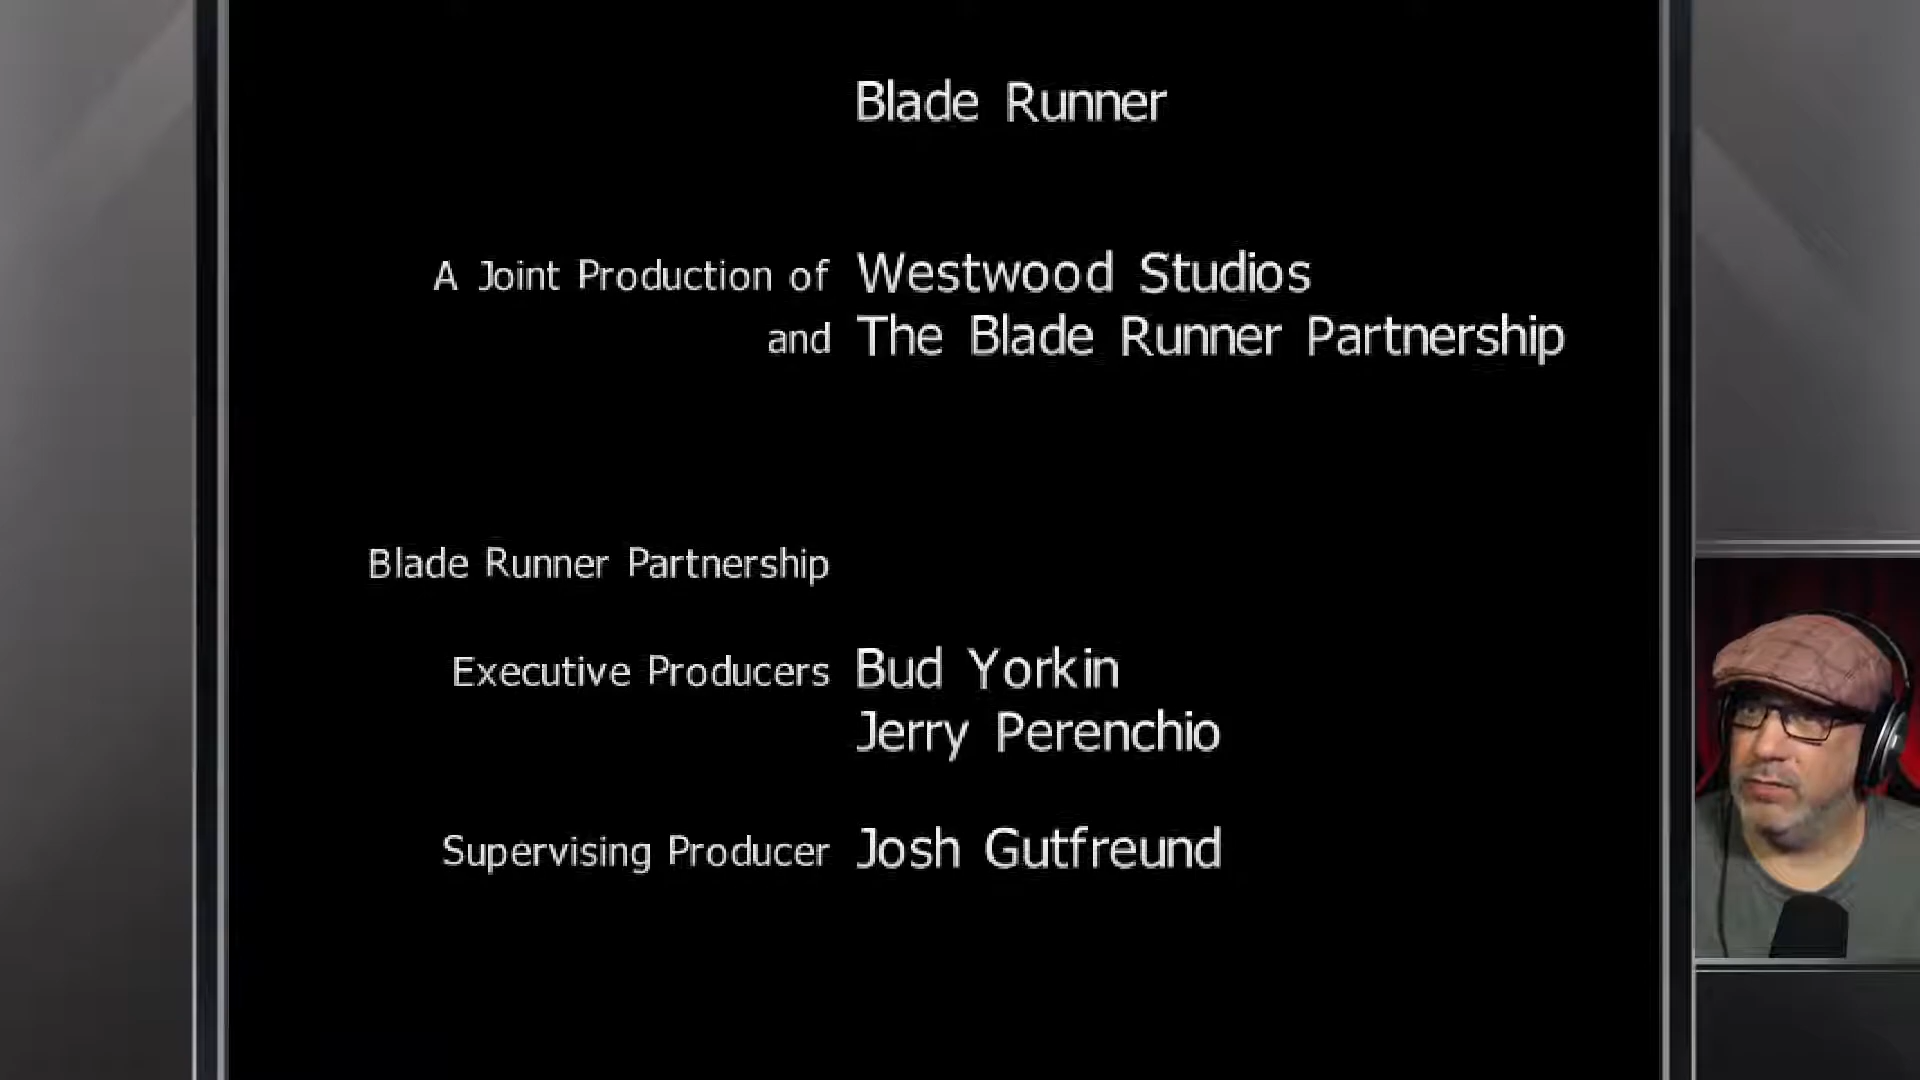 Blade Runner
A Joint Production of Westwood Studios
and The Blade Runner Partnership
Blade Runner Partnership
Executive Producers Bud Yorkin
Jerry Perenchio
Supervising Producer Josh Gutfreund